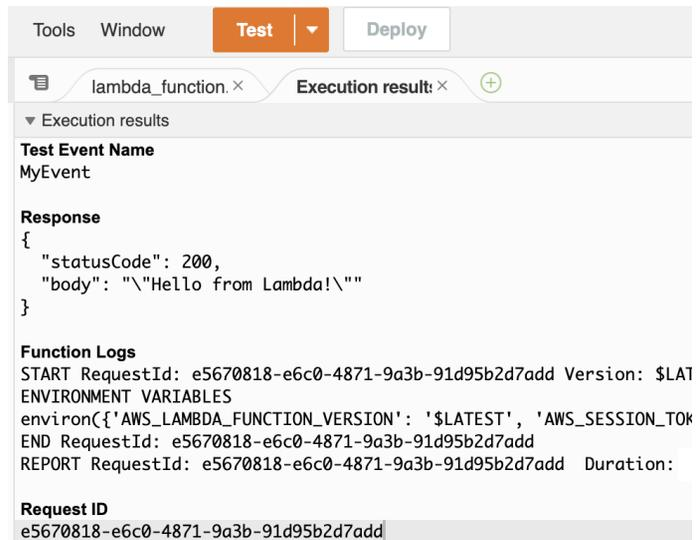 Tools Window Test Deploy
lambda_function. Execution results
Execution results
Test Event Name
MyEvent
Response
{
"statusCode": 200,
"body": "\"Hello from Lambda!\""
}
Function Logs
START RequestId: e5670818-e6c0-4871-9a3b-91d95b2d7add Version: $LAT
ENVIRONMENT VARIABLES
environ({'AWS_LAMBDA_FUNCTION_VERSION': '$LATEST', 'AWS_SESSION_TOK
END RequestId: e5670818-e6c0-4871-9a3b-91d95b2d7add
REPORT RequestId: e5670818-e6c0-4871-9a3b-91d95b2d7add Duration:
Request ID
e5670818-e6c0-4871-9a3b-91d95b2d7add